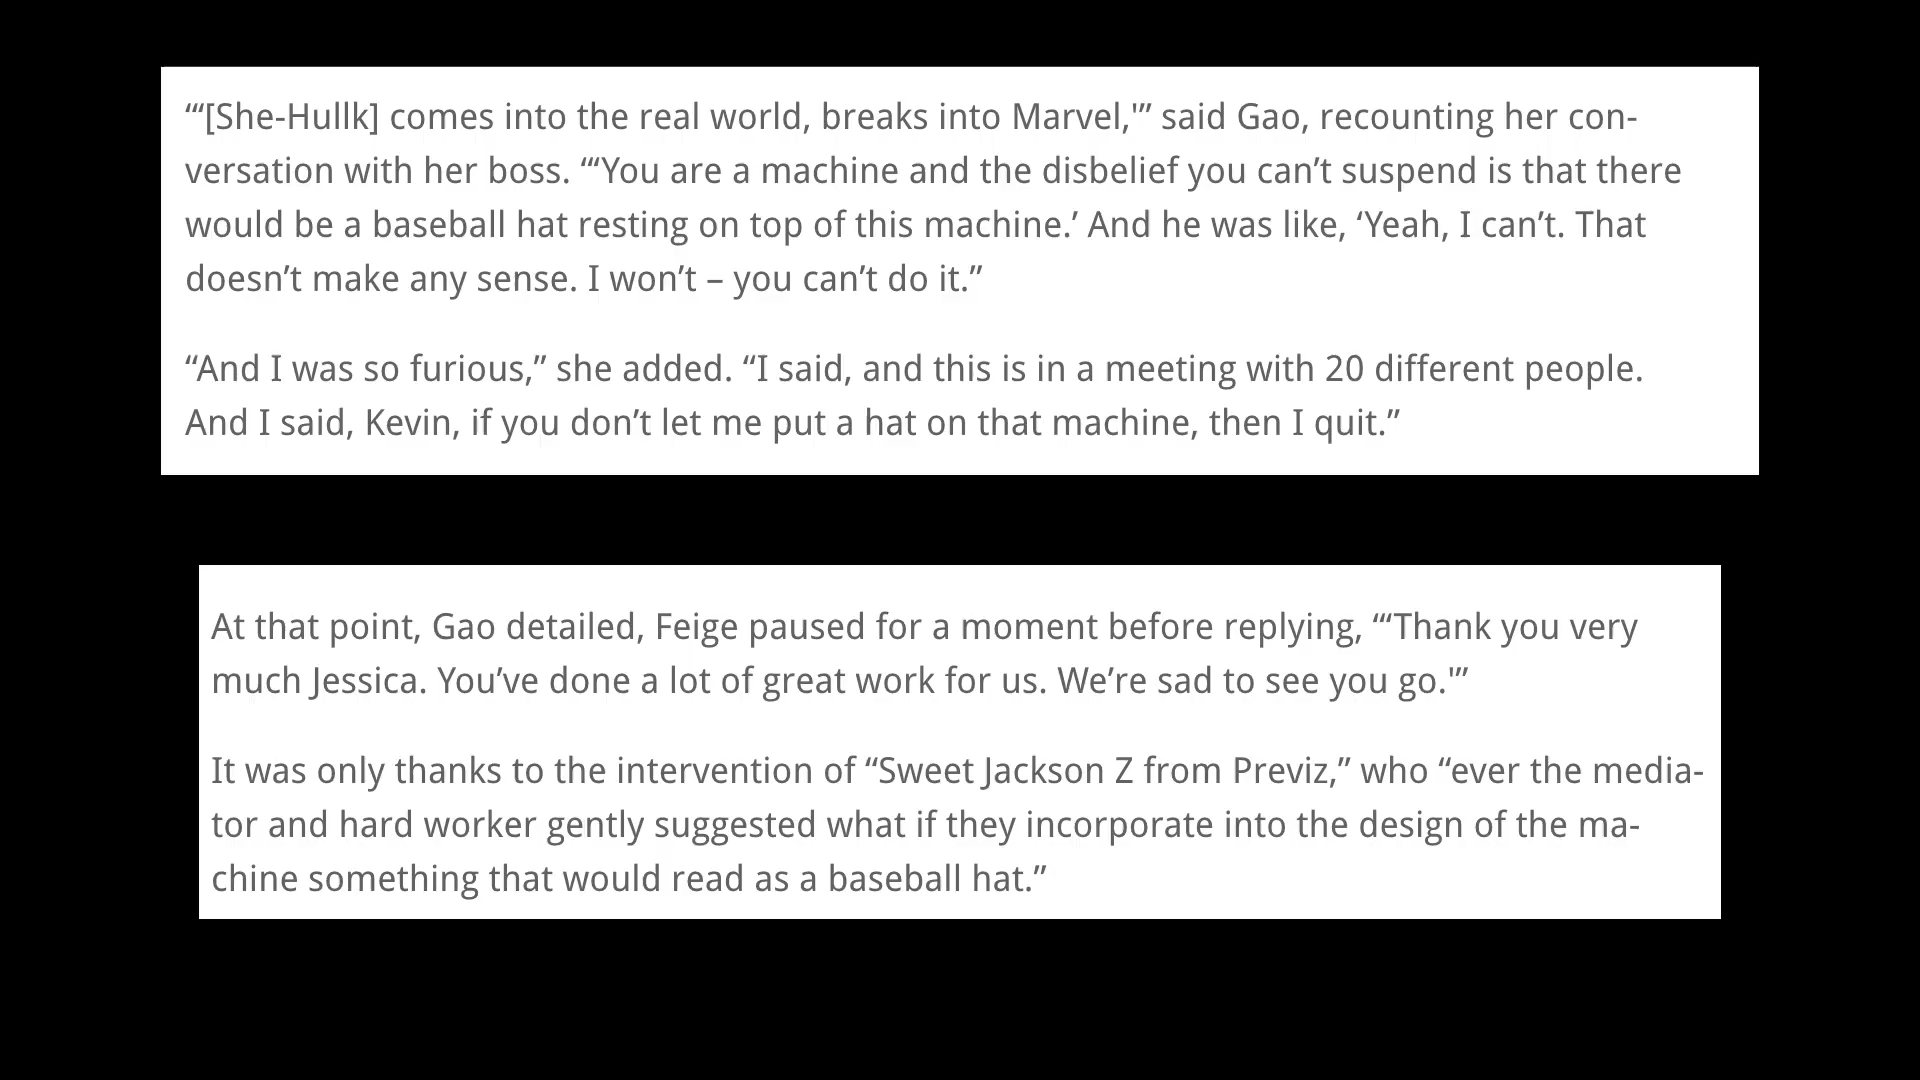 “‘[She-Hullk] comes into the real world, breaks into Marvel,'” said Gao, recounting her con-
versation with her boss. “‘You are a machine and the disbelief you can’t suspend is that there
would be a baseball hat resting on top of this machine.’ And he was like, ‘Yeah, I can’t. That
doesn’t make any sense. I won’t – you can’t do it.”
“And I was so furious,” she added. “I said, and this is in a meeting with 20 different people.
And I said, Kevin, if you don’t let me put a hat on that machine, then I quit.”
At that point, Gao detailed, Feige paused for a moment before replying, “‘Thank you very
much Jessica. You’ve done a lot of great work for us. We’re sad to see you go.'”
It was only thanks to the intervention of “Sweet Jackson Z from Previz,” who “ever the media-
tor and hard worker gently suggested what if they incorporate into the design of the ma-
chine something that would read as a baseball hat.”